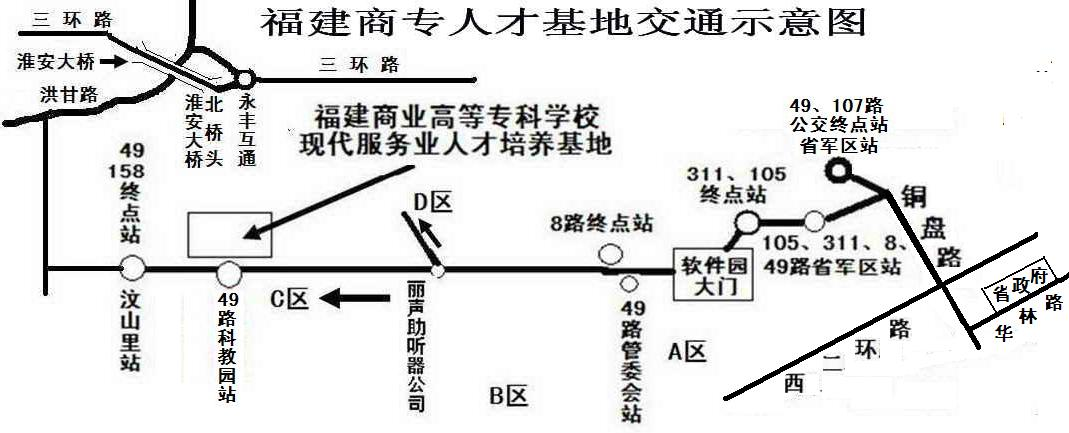 福建商专人才基地交通示意图
三环路
淮安大桥
洪甘路
三环路
淮安大桥
北桥头
永丰互通
福建商业高等专科学校
现代服务业人才培养基地
49、107路
公交终点站
省军区站
49
158
终点站
311、105
终点站
铜盘路
D区
8路终点站
105、311、8、
49路省军区站
软件园
大门
省政府
华林路
C区
汶山里站
49路科教园站
丽声助听器公司
49路管委会站
A区
B区
西二环路